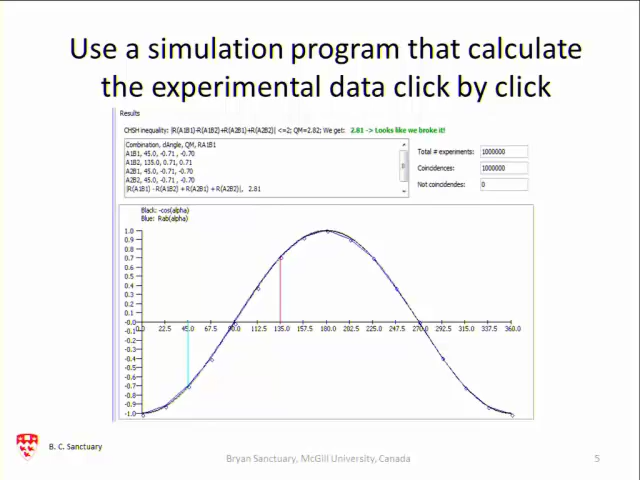 Use a simulation program that calculate
the experimental data click by click
Results
CHSH inequality: |R(A1B1)-R(A1B2)+R(A2B1)+R(A2B2)| <=2; QM=2.82; We get: 2.81 -> Looks like we broke it!
Combination, dAngle, QM, RA1B1
A1B1, 45.0, -0.71 , -0.70
A1B2, 135.0, 0.71, 0.71
A2B1, 45.0, -0.71 , -0.70
A2B2, 45.0, -0.71 , -0.70
|R(A1B1) - R(A1B2) + R(A2B1) + R(A2B2)|, 2.81
Total # experiments: 1000000
Coincidences: 1000000
Not coincidendes: 0
Black: -cos(alpha)
Blue: Rab(alpha)
1.0
0.9
0.8
0.7
0.6
0.5
0.4
0.3
0.2
0.1
-0.0
-0.1
-0.2
-0.3
-0.4
-0.5
-0.6
-0.7
-0.8
-0.9
-1.0
0.0 22.5 45.0 67.5 90.0 112.5 135.0 157.5 180.0 202.5 225.0 247.5 270.0 292.5 315.0 337.5 360.0
B. C. Sanctuary
Bryan Sanctuary, McGill University, Canada
5